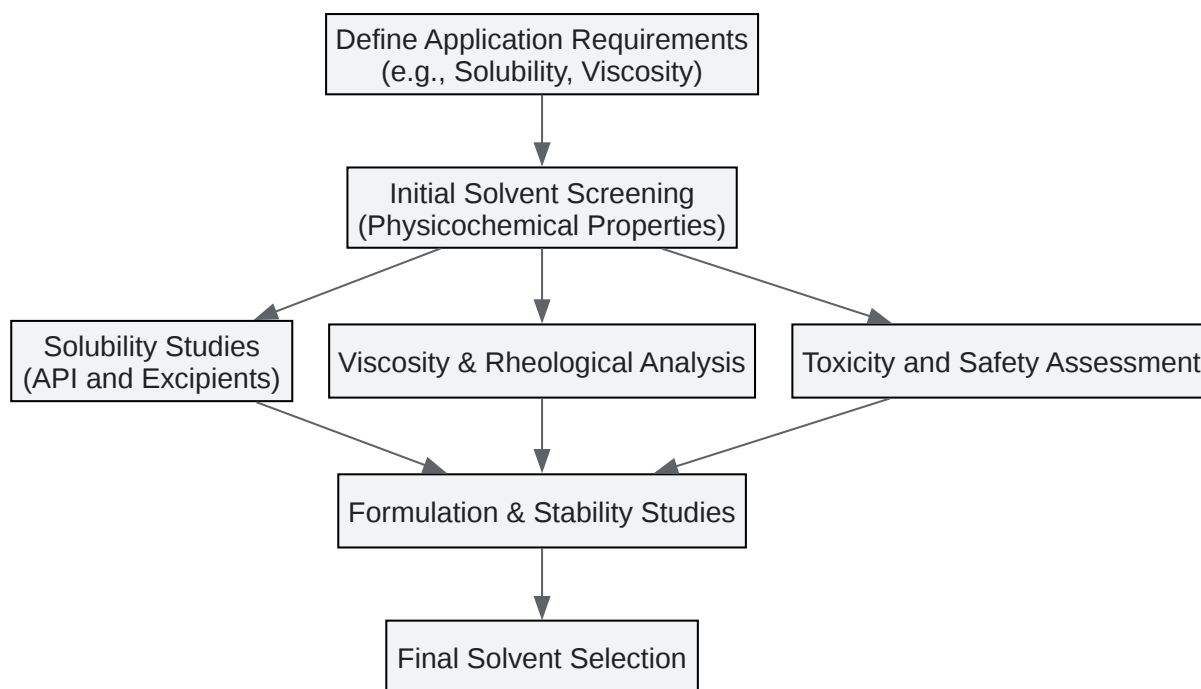 Define Application Requirements
(e.g., Solubility, Viscosity)
Initial Solvent Screening
(Physicochemical Properties)
Solubility Studies
(API and Excipients)
Viscosity & Rheological Analysis
Toxicity and Safety Assessment
Formulation & Stability Studies
Final Solvent Selection